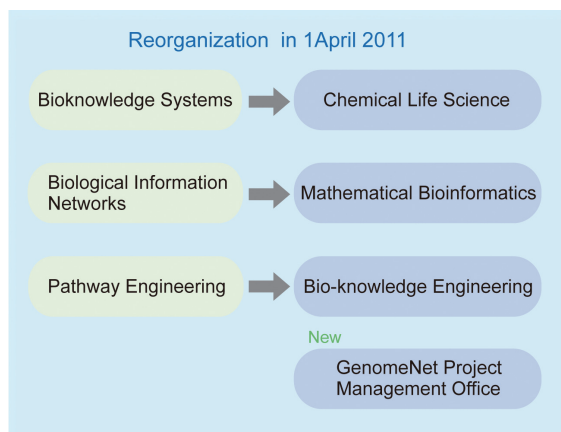 Reorganization in 1April 2011
Bioknowledge Systems
Chemical Life Science
Biological Information
Networks
Mathematical Bioinformatics
Pathway Engineering
Bio-knowledge Engineering
New
GenomeNet Project
Management Office